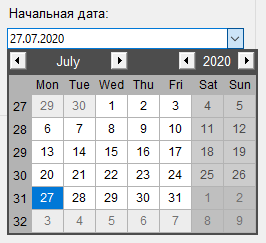 Начальная дата:
27.07.2020
July 2020
Mon Tue Wed Thu Fri Sat Sun
27 29 30 1 2 3 4 5
28 6 7 8 9 10 11 12
29 13 14 15 16 17 18 19
30 20 21 22 23 24 25 26
31 27 28 29 30 31 1 2
32 3 4 5 6 7 8 9